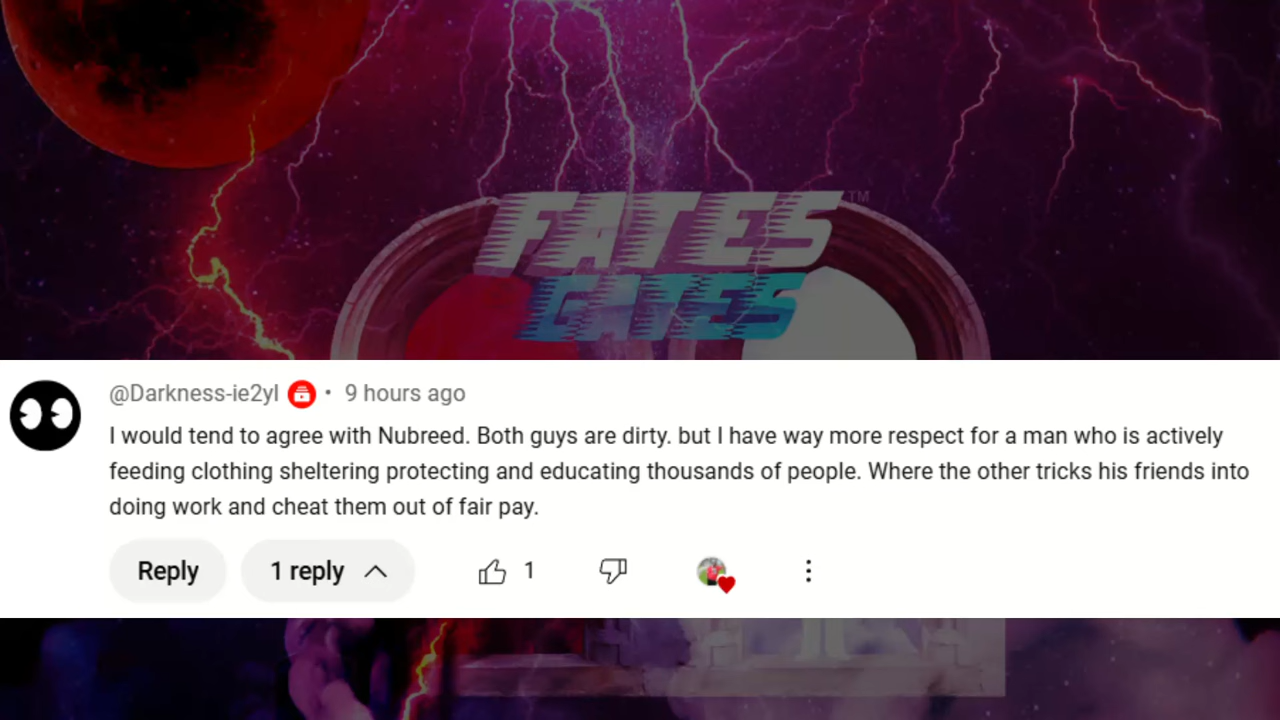 FATES™
GATES
@Darkness-ie2yl • 9 hours ago
I would tend to agree with Nubreed. Both guys are dirty. but I have way more respect for a man who is actively
feeding clothing sheltering protecting and educating thousands of people. Where the other tricks his friends into
doing work and cheat them out of fair pay.
Reply 1 reply 1